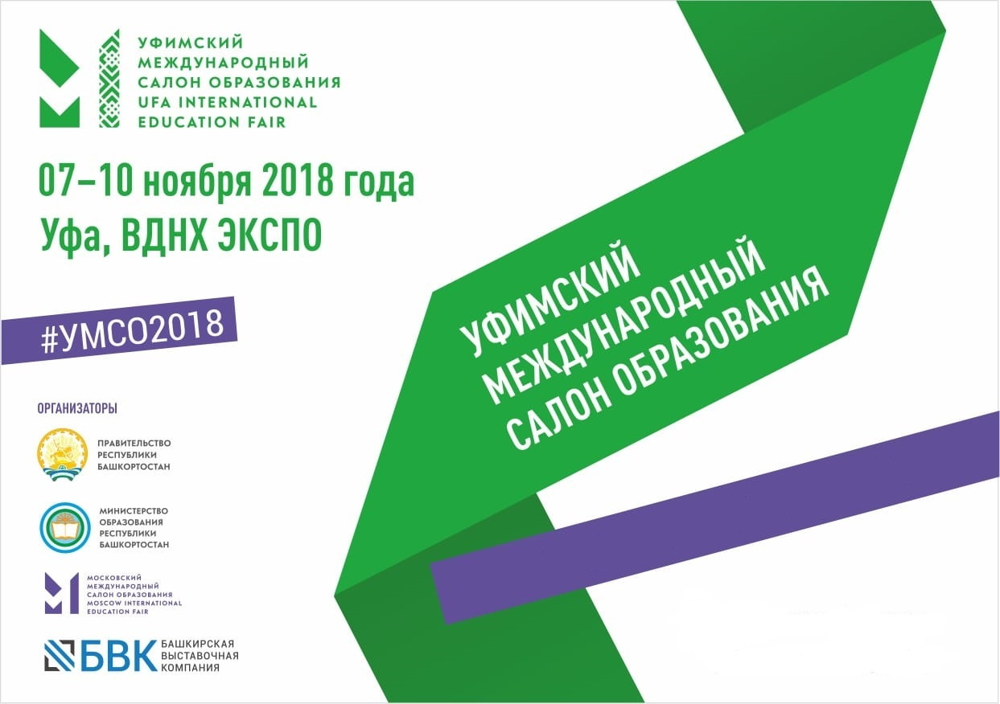 УФИМСКИЙ
МЕЖДУНАРОДНЫЙ
САЛОН ОБРАЗОВАНИЯ
UFA INTERNATIONAL
EDUCATION FAIR
07–10 ноября 2018 года
Уфа, ВДНХ ЭКСПО
#УМСО2018
УФИМСКИЙ
МЕЖДУНАРОДНЫЙ
САЛОН ОБРАЗОВАНИЯ
ОРГАНИЗАТОРЫ
ПРАВИТЕЛЬСТВО
РЕСПУБЛИКИ
БАШКОРТОСТАН
МИНИСТЕРСТВО
ОБРАЗОВАНИЯ
РЕСПУБЛИКИ
БАШКОРТОСТАН
МОСКОВСКИЙ
МЕЖДУНАРОДНЫЙ
САЛОН ОБРАЗОВАНИЯ
MOSCOW INTERNATIONAL
EDUCATION FAIR
БВК
БАШКИРСКАЯ
ВЫСТАВОЧНАЯ
КОМПАНИЯ